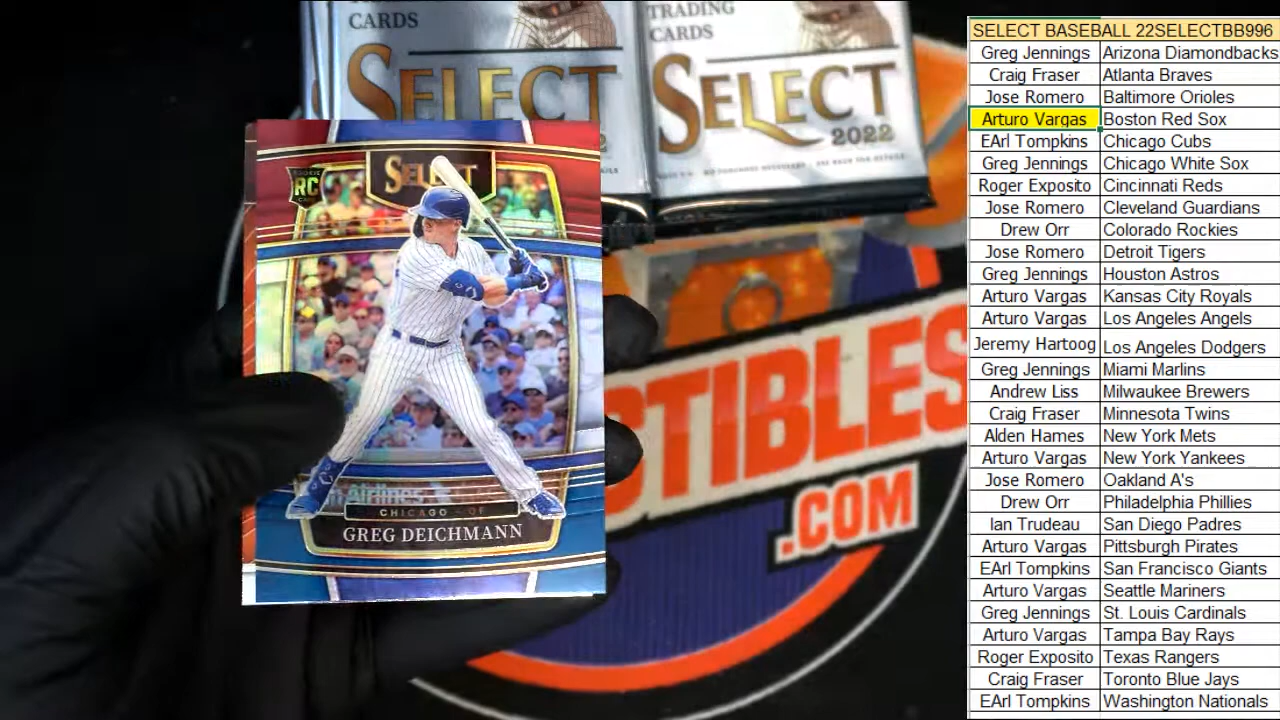 TRADING
CARDS
SELECT
2
CARDS
SELECT
2022
ROOKIE
RC
SELECT
Airlines
CHICAGO - OF
GREG DEICHMANN
CTIBLES
.COM
SELECT BASEBALL 22SELECTBB996
Greg Jennings Arizona Diamondbacks
Craig Fraser Atlanta Braves
Jose Romero Baltimore Orioles
Arturo Vargas Boston Red Sox
EArl Tompkins Chicago Cubs
Greg Jennings Chicago White Sox
Roger Exposito Cincinnati Reds
Jose Romero Cleveland Guardians
Drew Orr Colorado Rockies
Jose Romero Detroit Tigers
Greg Jennings Houston Astros
Arturo Vargas Kansas City Royals
Arturo Vargas Los Angeles Angels
Jeremy Hartoog Los Angeles Dodgers
Greg Jennings Miami Marlins
Andrew Liss Milwaukee Brewers
Craig Fraser Minnesota Twins
Alden Hames New York Mets
Arturo Vargas New York Yankees
Jose Romero Oakland A's
Drew Orr Philadelphia Phillies
Ian Trudeau San Diego Padres
Arturo Vargas Pittsburgh Pirates
EArl Tompkins San Francisco Giants
Arturo Vargas Seattle Mariners
Greg Jennings St. Louis Cardinals
Arturo Vargas Tampa Bay Rays
Roger Exposito Texas Rangers
Craig Fraser Toronto Blue Jays
EArl Tompkins Washington Nationals